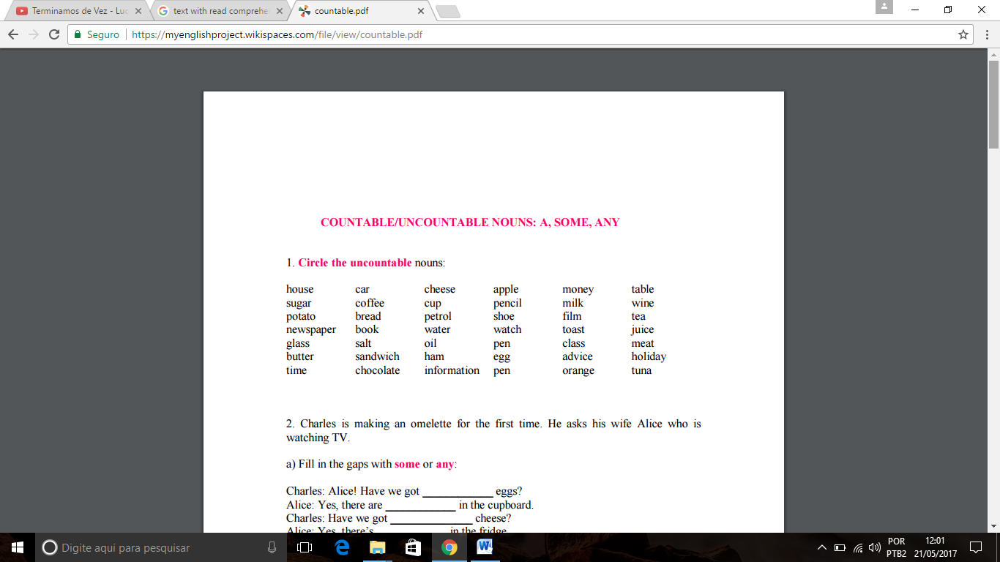 Terminamos de Vez - Luc
text with read comprehe
countable.pdf
Seguro https://myenglishproject.wikispaces.com/file/view/countable.pdf
COUNTABLE/UNCOUNTABLE NOUNS: A, SOME, ANY
1. Circle the uncountable nouns:
house car cheese apple money table
sugar coffee cup pencil milk wine
potato bread petrol shoe film tea
newspaper book water watch toast juice
glass salt oil pen class meat
butter sandwich ham egg advice holiday
time chocolate information pen orange tuna
2. Charles is making an omelette for the first time. He asks his wife Alice who is
watching TV.
a) Fill in the gaps with some or any:
Charles: Alice! Have we got ____________ eggs?
Alice: Yes, there are ____________ in the cupboard.
Charles: Have we got ______________ cheese?
Alice: Yes, there's ____________ in the fridge
Digite aqui para pesquisar
POR
PTB2
12:01
21/05/2017